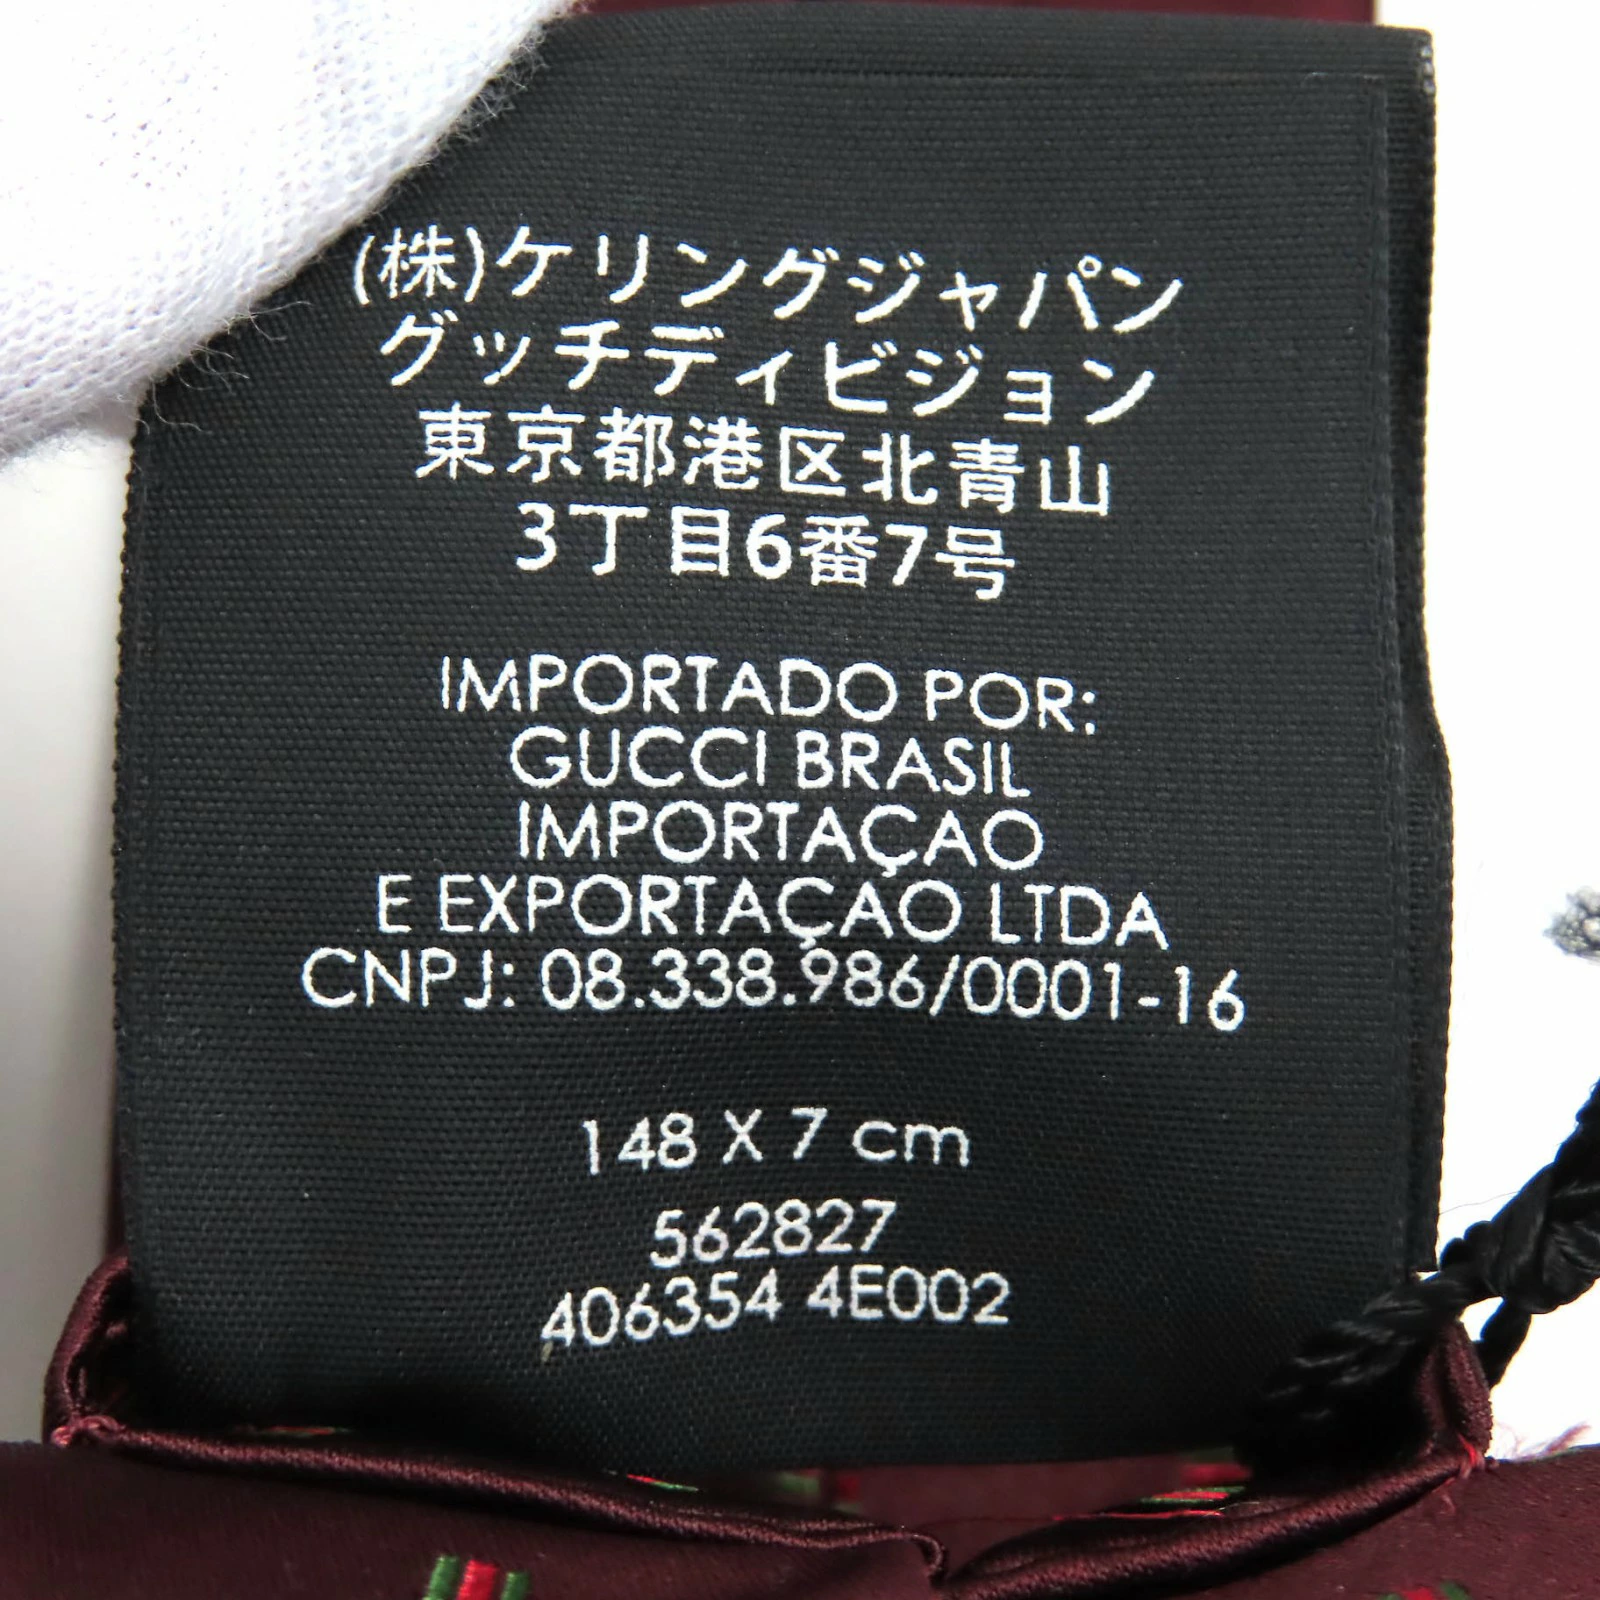 (株)ケリングジャパン
グッチディビジョン
東京都港区北青山
3丁目6番7号
IMPORTADO POR:
GUCCI BRASIL
IMPORTAÇAO
E EXPORTAÇAO LTDA
CNPJ: 08.338.986/0001-16
148 X 7 cm
562827
406354 4E002